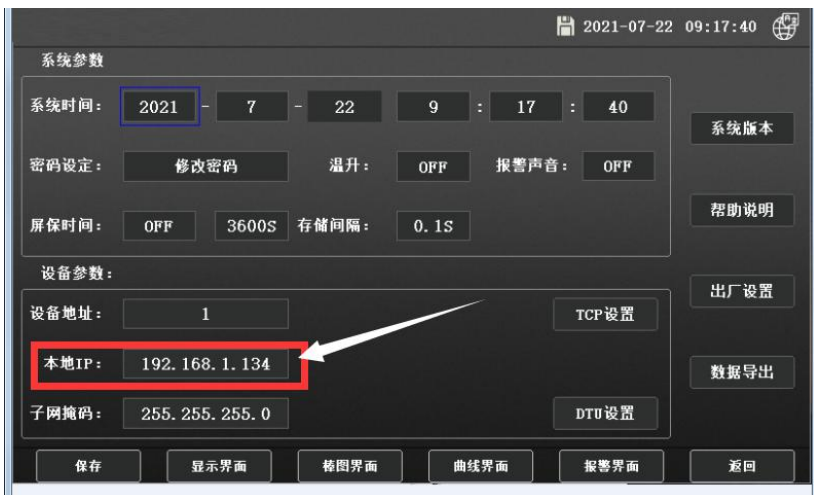 2021-07-22 09:17:40
系统参数
系统时间： 2021 - 7 - 22 9 : 17 : 40
系统版本
密码设定： 修改密码 温升： OFF 报警声音： OFF
帮助说明
屏保时间： OFF 3600S 存储间隔： 0.1S
设备参数：
出厂设置
设备地址： 1 TCP设置
本地IP： 192.168.1.134
数据导出
子网掩码： 255.255.255.0 DTU设置
保存 显示界面 棒图界面 曲线界面 报警界面 返回